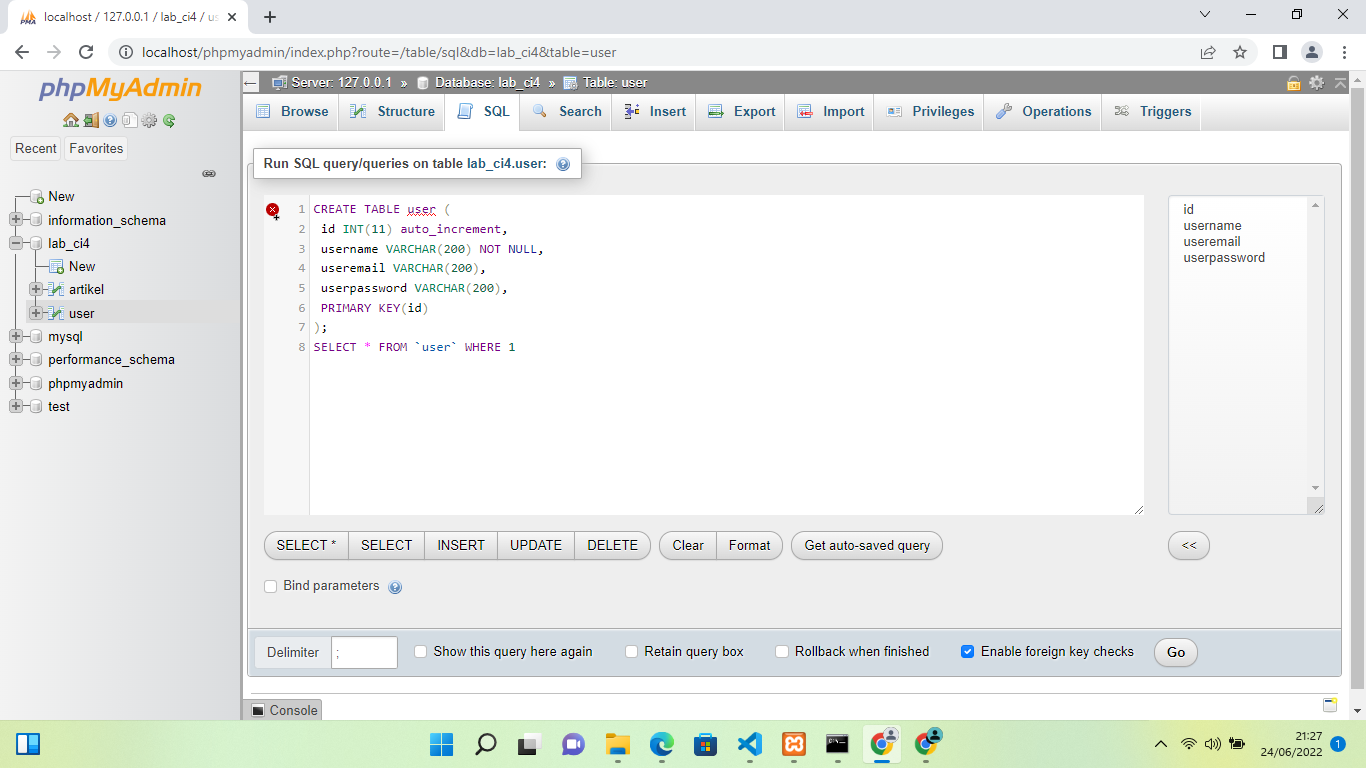 localhost / 127.0.0.1 / lab_ci4 / us
localhost/phpmyadmin/index.php?route=/table/sql&db=lab_ci4&table=user
phpMyAdmin
Recent Favorites
New
information_schema
lab_ci4
New
artikel
user
mysql
performance_schema
phpmyadmin
test
Server: 127.0.0.1 » Database: lab_ci4 » Table: user
Browse Structure SQL Search Insert Export Import Privileges Operations Triggers
Run SQL query/queries on table lab_ci4.user:
1 CREATE TABLE user (
2 id INT(11) auto_increment,
3 username VARCHAR(200) NOT NULL,
4 useremail VARCHAR(200),
5 userpassword VARCHAR(200),
6 PRIMARY KEY(id)
7 );
8 SELECT * FROM `user` WHERE 1
id
username
useremail
userpassword
SELECT * SELECT INSERT UPDATE DELETE Clear Format Get auto-saved query <<
Bind parameters
Delimiter ; Show this query here again Retain query box Rollback when finished Enable foreign key checks Go
Console
21:27
24/06/2022
1